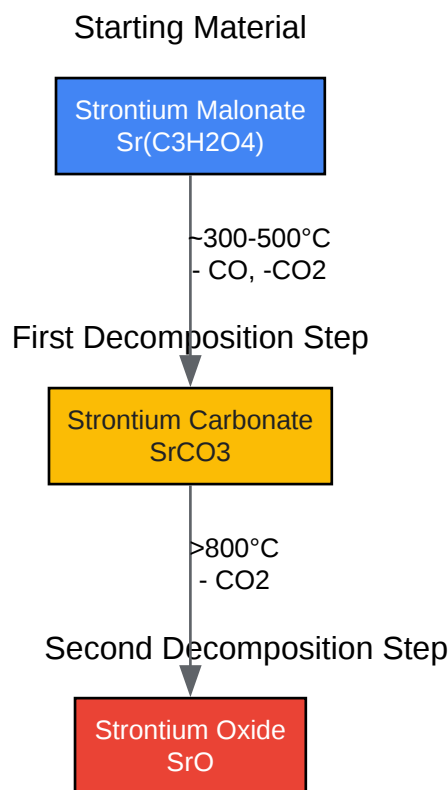 Starting Material
Strontium Malonate
Sr(C3H2O4)
~300-500°C
- CO, -CO2
First Decomposition Step
Strontium Carbonate
SrCO3
>800°C
- CO2
Second Decomposition Step
Strontium Oxide
SrO